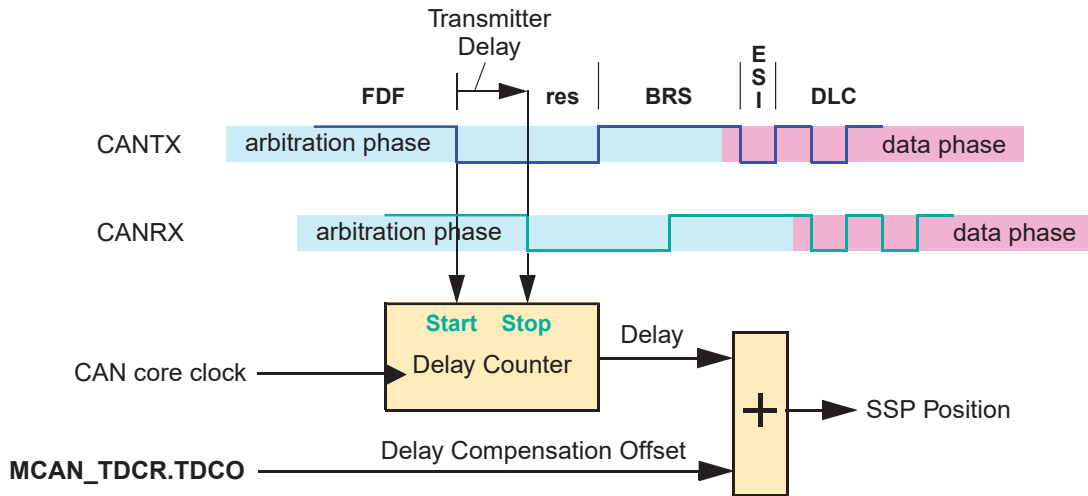 Transmitter
Delay
FDF
res
BRS
E
S
I
DLC
CANTX
arbitration phase
data phase
CANRX
arbitration phase
data phase
Start Stop
Delay Counter
CAN core clock
Delay
+
SSP Position
Delay Compensation Offset
MCAN_TDCR.TDCO